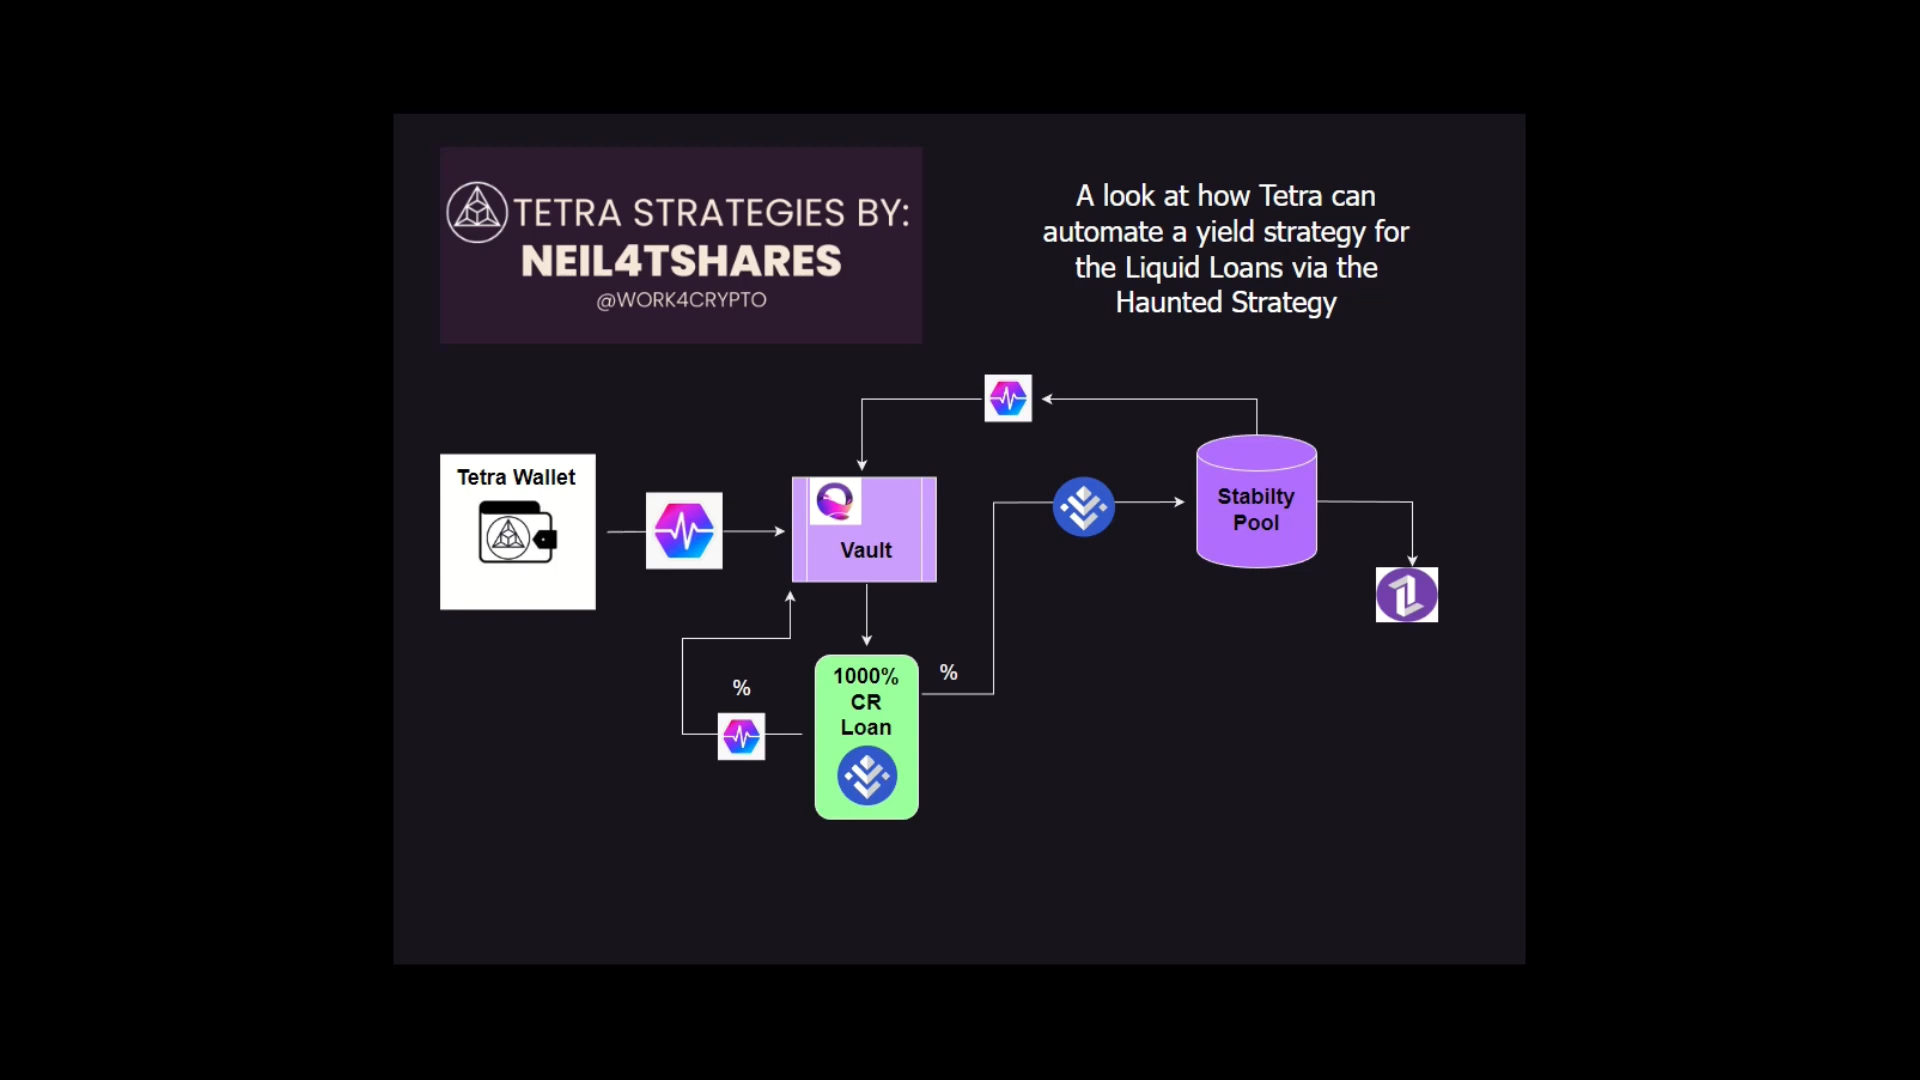 TETRA STRATEGIES BY:
NEIL4TSHARES
@WORK4CRYPTO
A look at how Tetra can
automate a yield strategy for
the Liquid Loans via the
Haunted Strategy
Tetra Wallet
Vault
Stabilty
Pool
%
1000%
CR
Loan
%